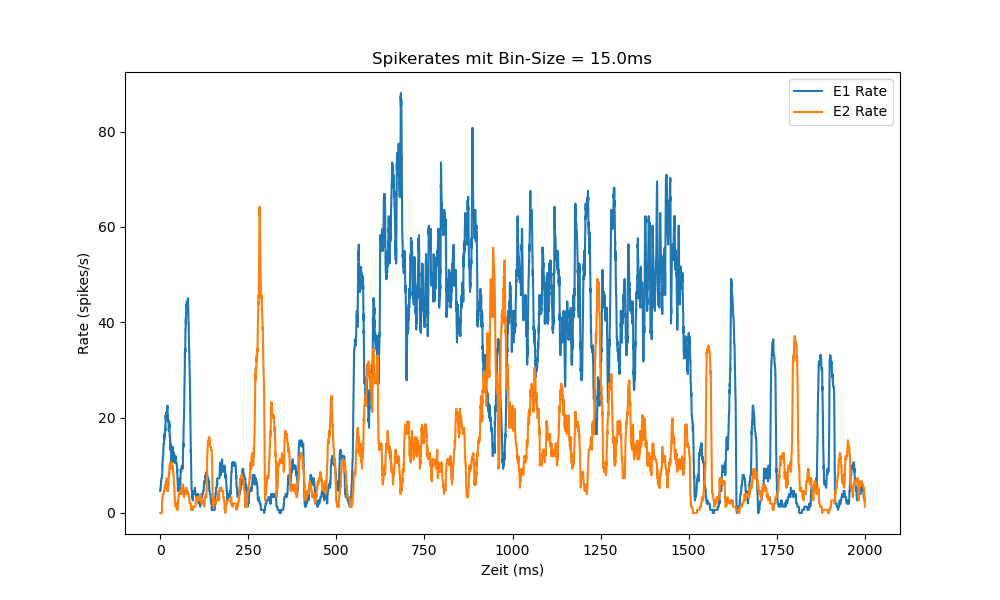 Spikerates mit Bin-Size = 15.0ms
E1 Rate
E2 Rate
Rate (spikes/s)
80
60
40
20
0
0 250 500 750 1000 1250 1500 1750 2000
Zeit (ms)